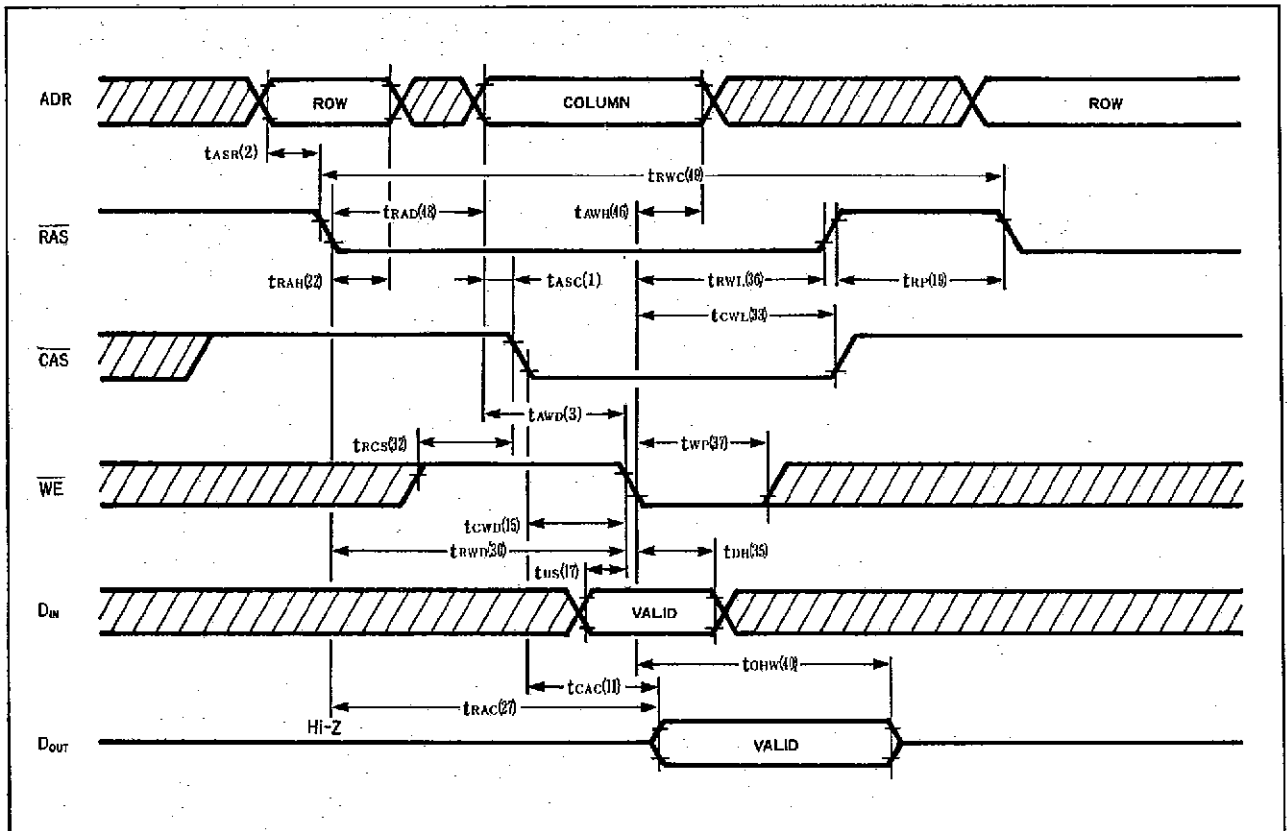 ADR
ROW
COLUMN
ROW
tASR(2)
tRWC(49)
RAS
tRAD(48)
tAWH(46)
tRAH(22)
tASC(1)
tRWL(36)
tRP(19)
tCWL(33)
CAS
tAWD(3)
tRCS(32)
tWP(37)
WE
tCWD(15)
tRWD(30)
tDH(35)
tDS(17)
DIN
VALID
tOHW(40)
tCAC(11)
tRAC(27)
Hi-Z
DOUT
VALID